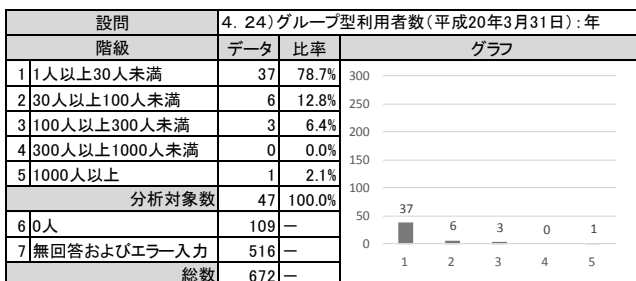 設問 4．24）グループ型利用者数（平成20年3月31日）：年
階級 データ 比率 グラフ
1 1人以上30人未満 37 78.7%
2 30人以上100人未満 6 12.8%
3 100人以上300人未満 3 6.4%
4 300人以上1000人未満 0 0.0%
5 1000人以上 1 2.1%
分析対象数 47 100.0%
6 0人 109 －
7 無回答およびエラー入力 516 －
総数 672 －
300
250
200
150
100
50
0
37 6 3 0 1
1 2 3 4 5